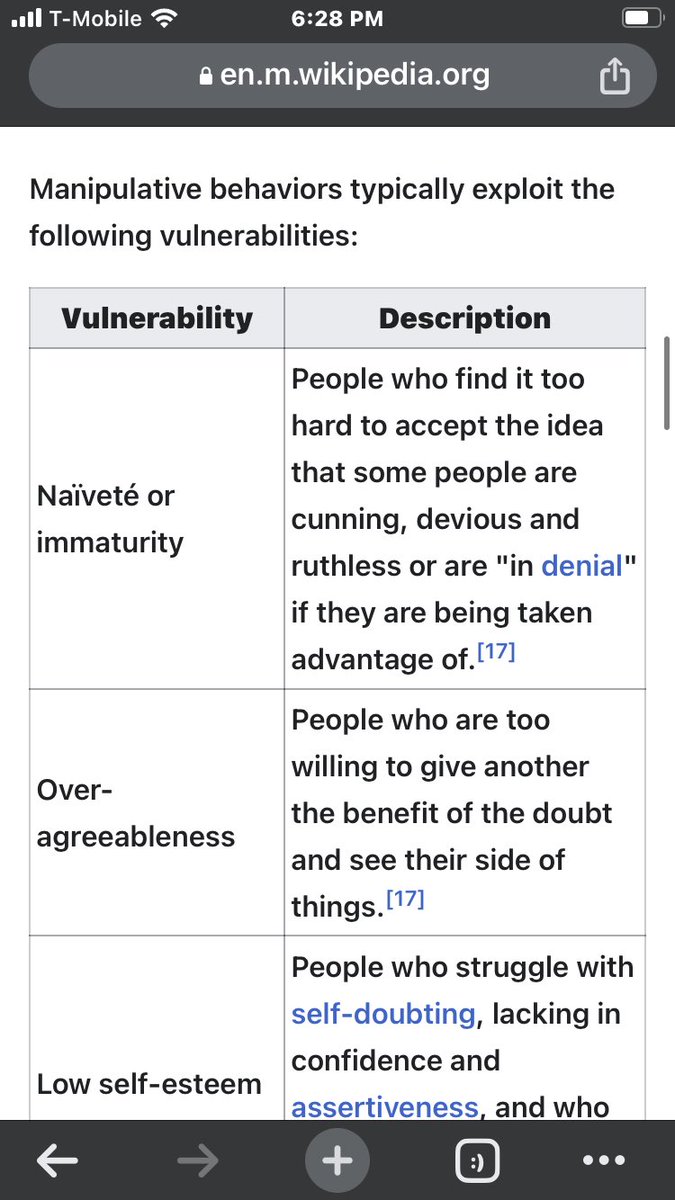 T-Mobile 6:28 PM
en.m.wikipedia.org
Manipulative behaviors typically exploit the
following vulnerabilities:
Vulnerability Description
Naïveté or
immaturity
People who find it too
hard to accept the idea
that some people are
cunning, devious and
ruthless or are "in denial"
if they are being taken
advantage of.[17]
Over-
agreeableness
People who are too
willing to give another
the benefit of the doubt
and see their side of
things.[17]
Low self-esteem
People who struggle with
self-doubting, lacking in
confidence and
assertiveness, and who
:)